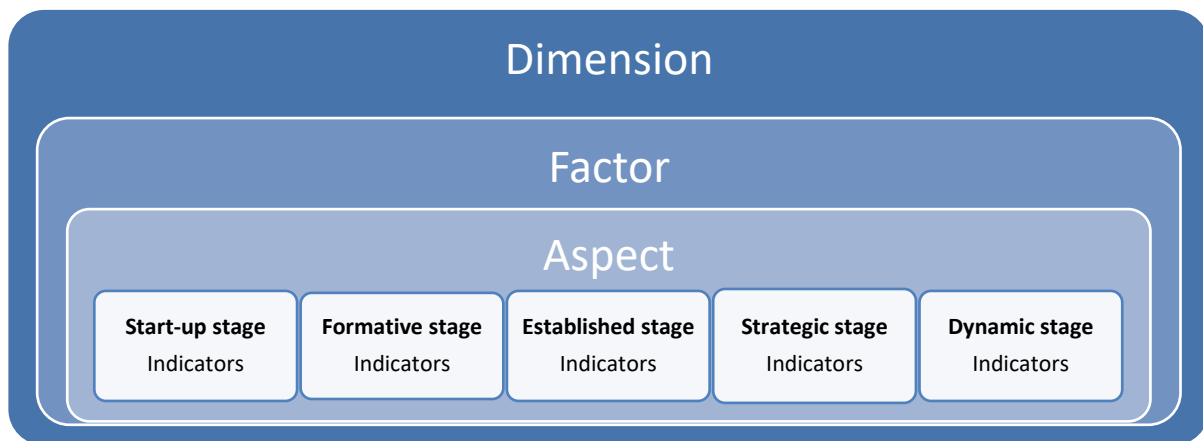 Dimension
Factor
Aspect
Start-up stage
Indicators
Formative stage
Indicators
Established stage
Indicators
Strategic stage
Indicators
Dynamic stage
Indicators